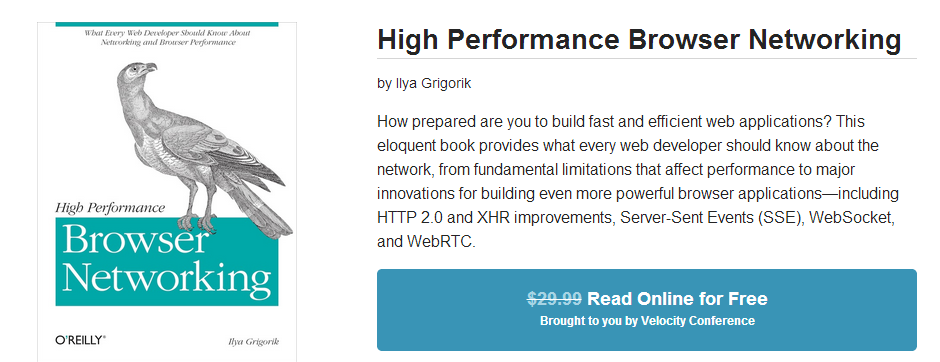 What Every Web Developer Should Know About
Networking and Browser Performance
High Performance
Browser
Networking
O'REILLY®
Ilya Grigorik
High Performance Browser Networking
by Ilya Grigorik
How prepared are you to build fast and efficient web applications? This
eloquent book provides what every web developer should know about the
network, from fundamental limitations that affect performance to major
innovations for building even more powerful browser applications—including
HTTP 2.0 and XHR improvements, Server-Sent Events (SSE), WebSocket,
and WebRTC.
$29.99 Read Online for Free
Brought to you by Velocity Conference